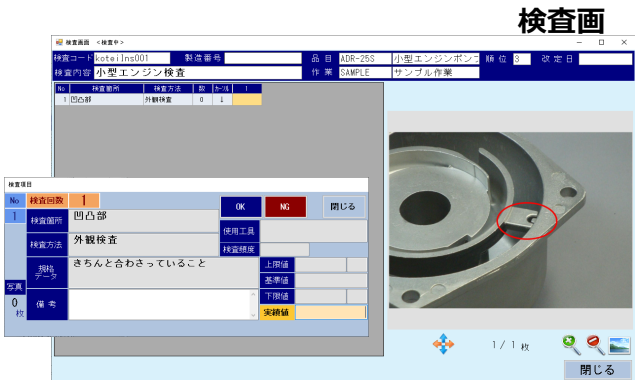 検査画
検査画面 <検査中>
検査コード koteiIns001 製造番号 品 目 ADR-25S 小型エンジンポンプ 順 位 8 改 定 日
検査内容 小型エンジン検査 作 業 SAMPLE サンプル作業
No 検査箇所 検査方法 数 カーソル 1
1 凹凸部 外観検査 0 ↓
検査項目
No 検査回数 1 OK NG 閉じる
1 検査箇所 凹凸部 使用工具
検査方法 外観検査 検査頻度
規格データ きちんと合わさっていること 上限値
基準値
写真 下限値
0 枚 備 考 実績値
1 / 1 枚
閉じる